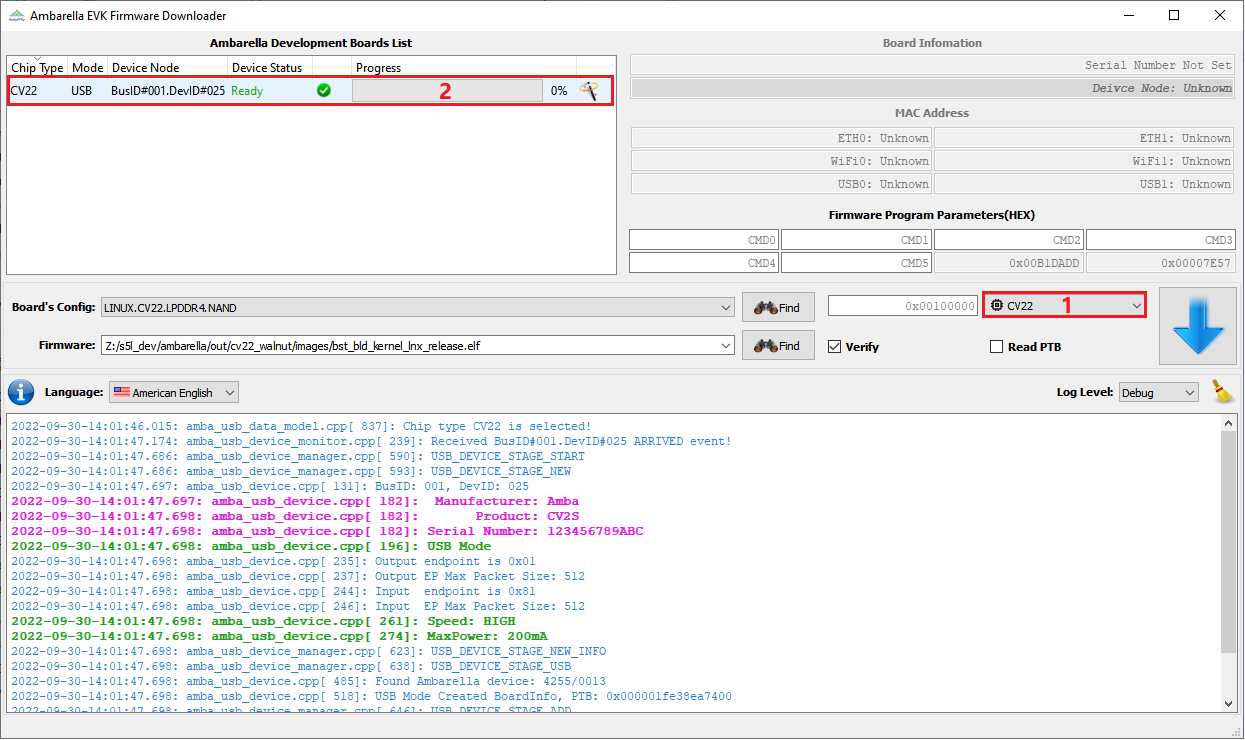 Ambarella EVK Firmware Downloader
Ambarella Development Boards List
Chip Type Mode Device Node Device Status Progress
CV22 USB BusID#001.DevID#025 Ready 2 0%
Board Infomation
Serial Number Not Set
Deivce Node: Unknown
MAC Address
ETH0: Unknown ETH1: Unknown
WiFi0: Unknown WiFi1: Unknown
USB0: Unknown USB1: Unknown
Firmware Program Parameters(HEX)
CMD0 CMD1 CMD2 CMD3
CMD4 CMD5 0x00B1DADD 0x00007E57
Board's Config: LINUX.CV22.LPDDR4.NAND Find 0x00100000 CV22 1
Firmware: Z:/s5l_dev/ambarella/out/cv22_walnut/images/bst_bld_kernel_lnx_release.elf Find Verify Read PTB
Language: American English Log Level: Debug
2022-09-30-14:01:46.015: amba_usb_data_model.cpp[ 837]: Chip type CV22 is selected!
2022-09-30-14:01:47.174: amba_usb_device_monitor.cpp[ 239]: Received BusID#001.DevID#025 ARRIVED event!
2022-09-30-14:01:47.686: amba_usb_device_manager.cpp[ 590]: USB_DEVICE_STAGE_START
2022-09-30-14:01:47.686: amba_usb_device_manager.cpp[ 593]: USB_DEVICE_STAGE_NEW
2022-09-30-14:01:47.697: amba_usb_device.cpp[ 131]: BusID: 001, DevID: 025
2022-09-30-14:01:47.697: amba_usb_device.cpp[ 182]: Manufacturer: Amba
2022-09-30-14:01:47.698: amba_usb_device.cpp[ 182]: Product: CV2S
2022-09-30-14:01:47.698: amba_usb_device.cpp[ 182]: Serial Number: 123456789ABC
2022-09-30-14:01:47.698: amba_usb_device.cpp[ 196]: USB Mode
2022-09-30-14:01:47.698: amba_usb_device.cpp[ 235]: Output endpoint is 0x01
2022-09-30-14:01:47.698: amba_usb_device.cpp[ 237]: Output EP Max Packet Size: 512
2022-09-30-14:01:47.698: amba_usb_device.cpp[ 244]: Input endpoint is 0x81
2022-09-30-14:01:47.698: amba_usb_device.cpp[ 246]: Input EP Max Packet Size: 512
2022-09-30-14:01:47.698: amba_usb_device.cpp[ 261]: Speed: HIGH
2022-09-30-14:01:47.698: amba_usb_device.cpp[ 274]: MaxPower: 200mA
2022-09-30-14:01:47.698: amba_usb_device_manager.cpp[ 623]: USB_DEVICE_STAGE_NEW_INFO
2022-09-30-14:01:47.698: amba_usb_device_manager.cpp[ 638]: USB_DEVICE_STAGE_USB
2022-09-30-14:01:47.698: amba_usb_device.cpp[ 485]: Found Ambarella device: 4255/0013
2022-09-30-14:01:47.698: amba_usb_device.cpp[ 518]: USB Mode Created BoardInfo, PTB: 0x000001fe38ea7400
2022-09-30-14:01:47.698: amba_usb_device_manager.cpp[ 646]: USB_DEVICE_STAGE_ADD